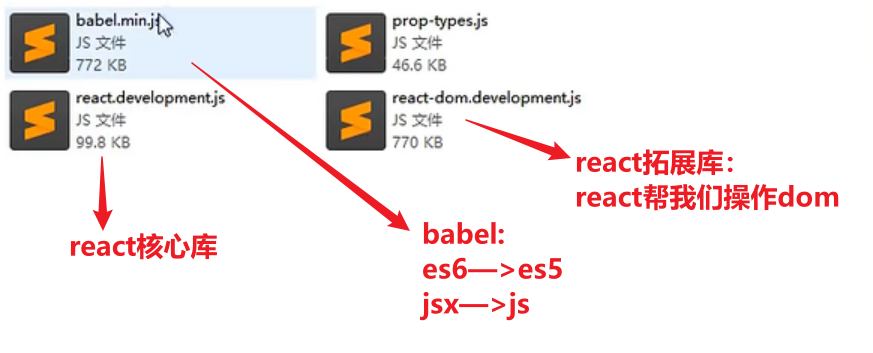 babel.min.js
JS 文件
772 KB
prop-types.js
JS 文件
46.6 KB
react.development.js
JS 文件
99.8 KB
react-dom.development.js
JS 文件
770 KB
react拓展库：
react帮我们操作dom
react核心库
babel:
es6—>es5
jsx—>js